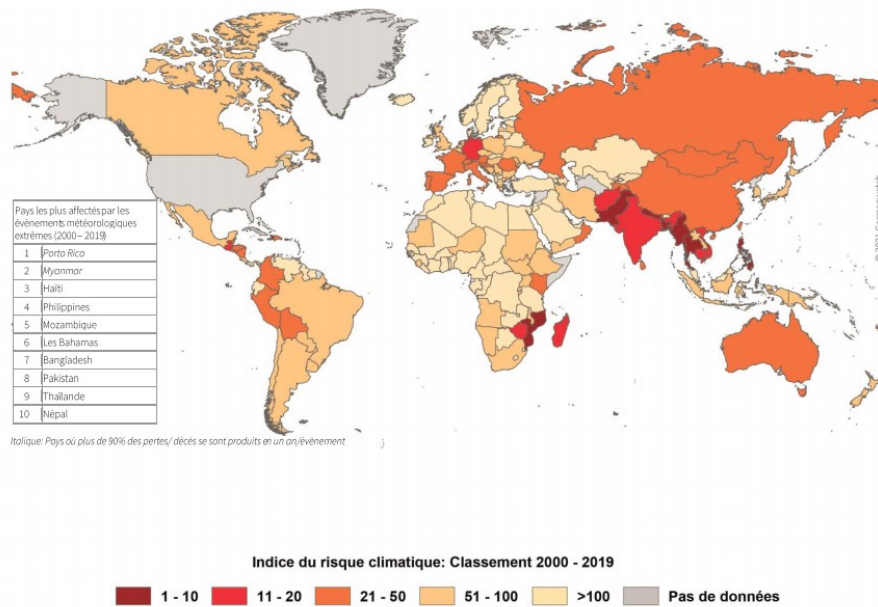 Pays les plus affectés par les
événements météorologiques
extrêmes (2000 – 2019)
1 Porto Rico
2 Myanmar
3 Haïti
4 Philippines
5 Mozambique
6 Les Bahamas
7 Bangladesh
8 Pakistan
9 Thaïlande
10 Népal
Italique: Pays où plus de 90% des pertes/ décès se sont produits en un an/évènement
Indice du risque climatique: Classement 2000 - 2019
1 - 10 11 - 20 21 - 50 51 - 100 >100 Pas de données